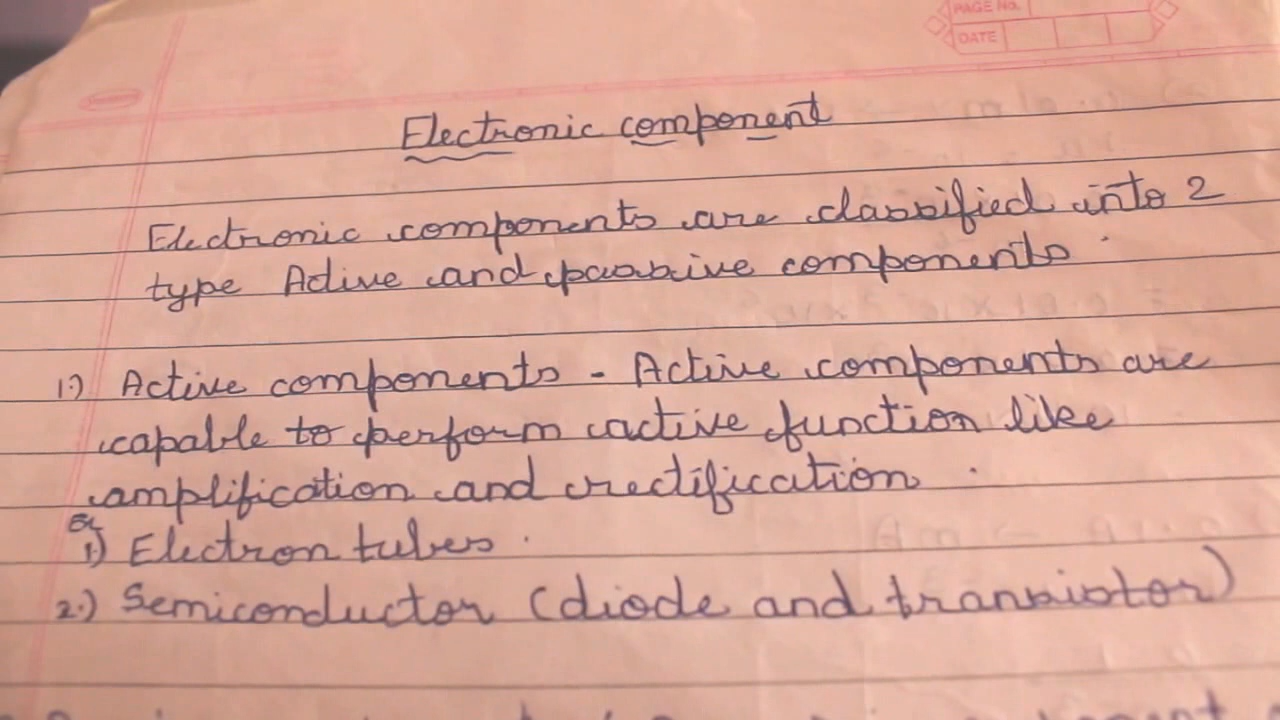 PAGE No.
DATE
Electronic component
Electronic components are classified into 2
type Active and passive components.
1.) Active components - Active components are
capable to perform active function like
amplification and rectification.
Ex
1.) Electron tubes.
2.) Semiconductor (diode and transistor)